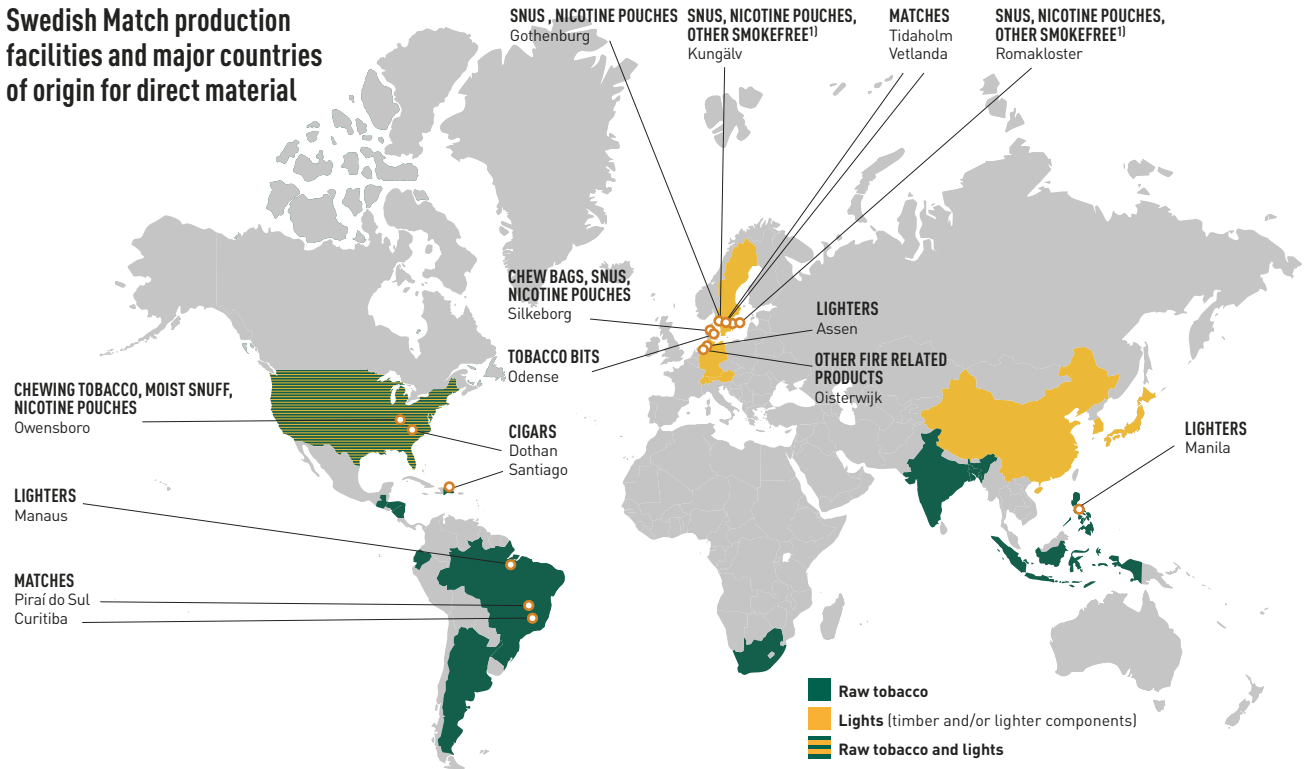 Swedish Match production
facilities and major countries
of origin for direct material
SNUS , NICOTINE POUCHES
Gothenburg
SNUS, NICOTINE POUCHES,
OTHER SMOKEFREE1)
Kungälv
MATCHES
Tidaholm
Vetlanda
SNUS, NICOTINE POUCHES,
OTHER SMOKEFREE1)
Romakloster
CHEW BAGS, SNUS,
NICOTINE POUCHES
Silkeborg
LIGHTERS
Assen
TOBACCO BITS
Odense
OTHER FIRE RELATED
PRODUCTS
Oisterwijk
CHEWING TOBACCO, MOIST SNUFF,
NICOTINE POUCHES
Owensboro
CIGARS
Dothan
Santiago
LIGHTERS
Manila
LIGHTERS
Manaus
MATCHES
Piraí do Sul
Curitiba
Raw tobacco
Lights (timber and/or lighter components)
Raw tobacco and lights